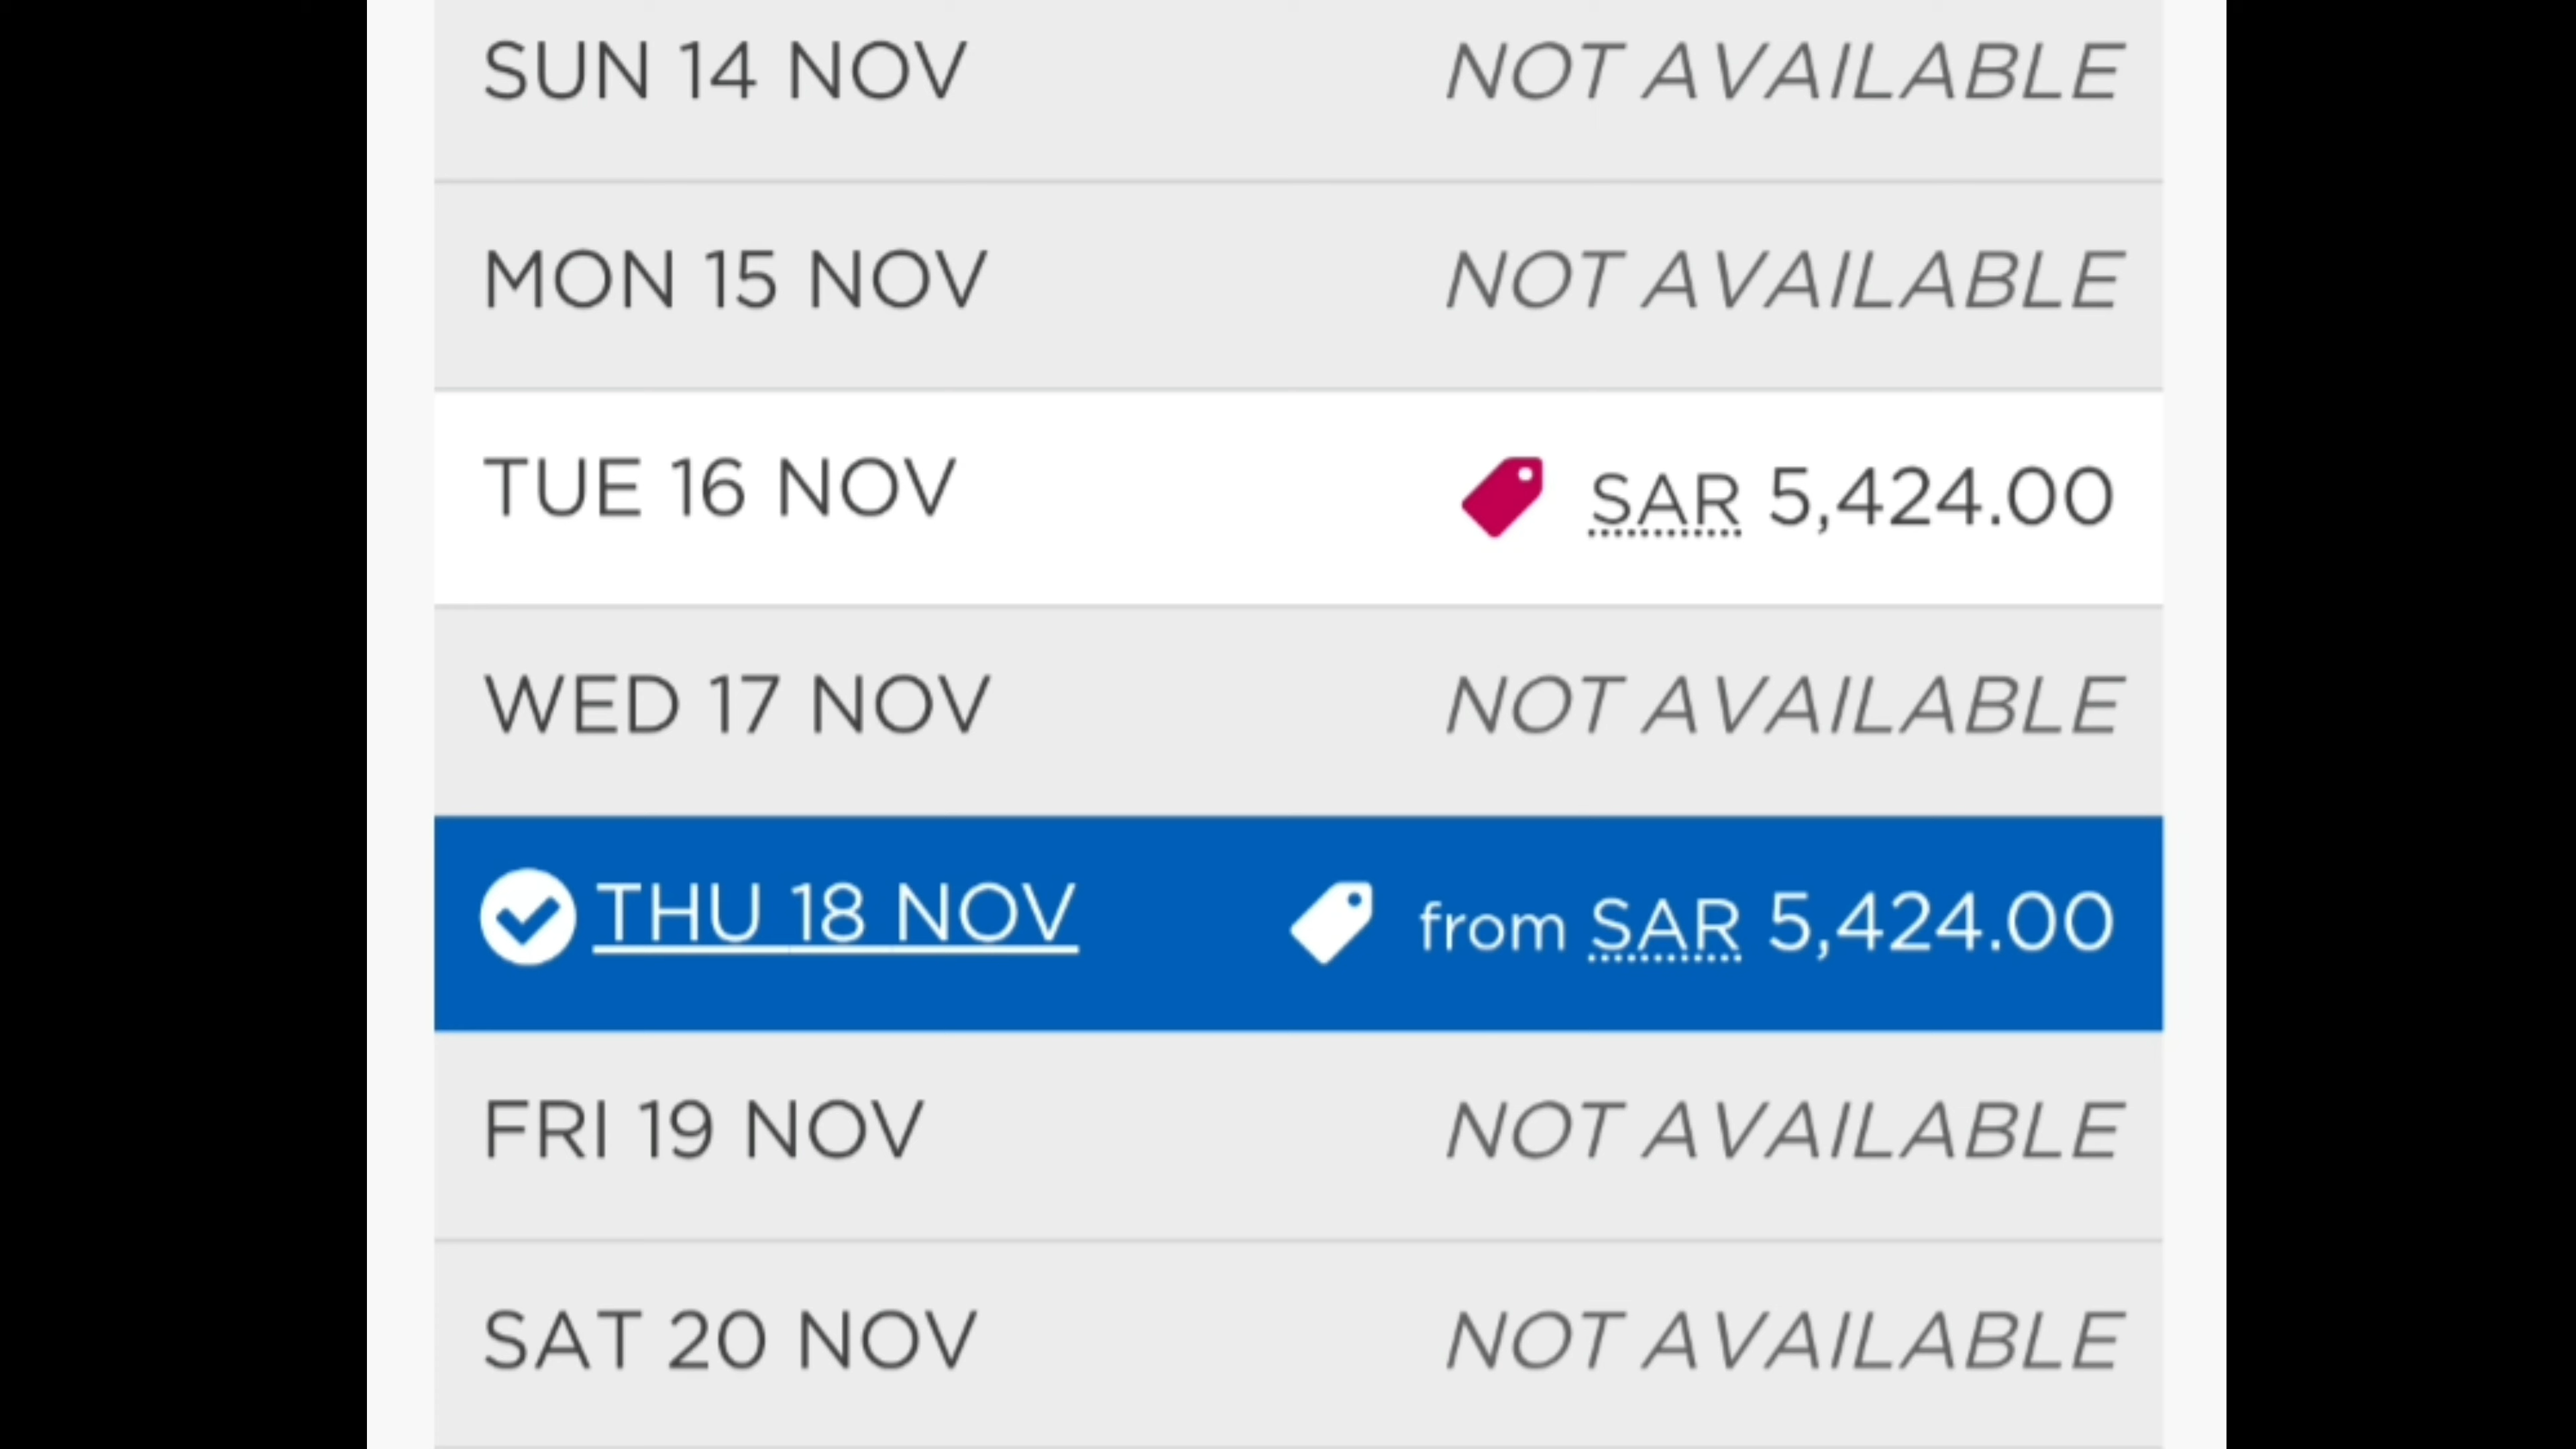 SUN 14 NOV NOT AVAILABLE
MON 15 NOV NOT AVAILABLE
TUE 16 NOV SAR 5,424.00
WED 17 NOV NOT AVAILABLE
THU 18 NOV from SAR 5,424.00
FRI 19 NOV NOT AVAILABLE
SAT 20 NOV NOT AVAILABLE